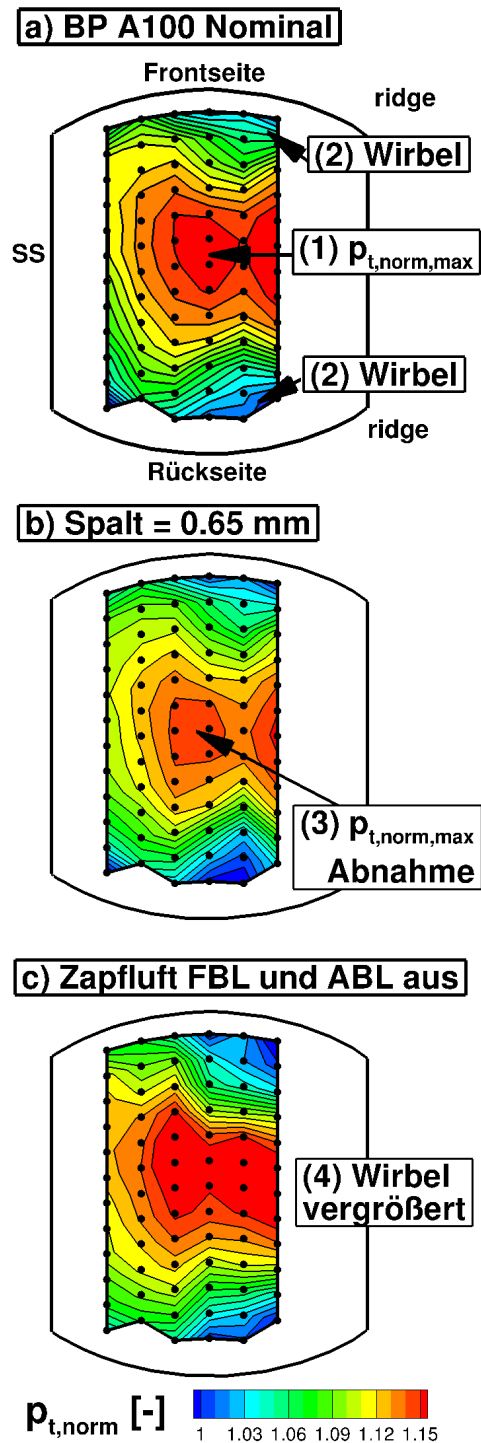 a) BP A100 Nominal
Frontseite
ridge
(2) Wirbel
SS
(1) pt,norm,max
(2) Wirbel
ridge
Rückseite
b) Spalt = 0.65 mm
(3) pt,norm,max
Abnahme
c) Zapfluft FBL und ABL aus
(4) Wirbel
vergrößert
pt,norm [-]
1 1.03 1.06 1.09 1.12 1.15